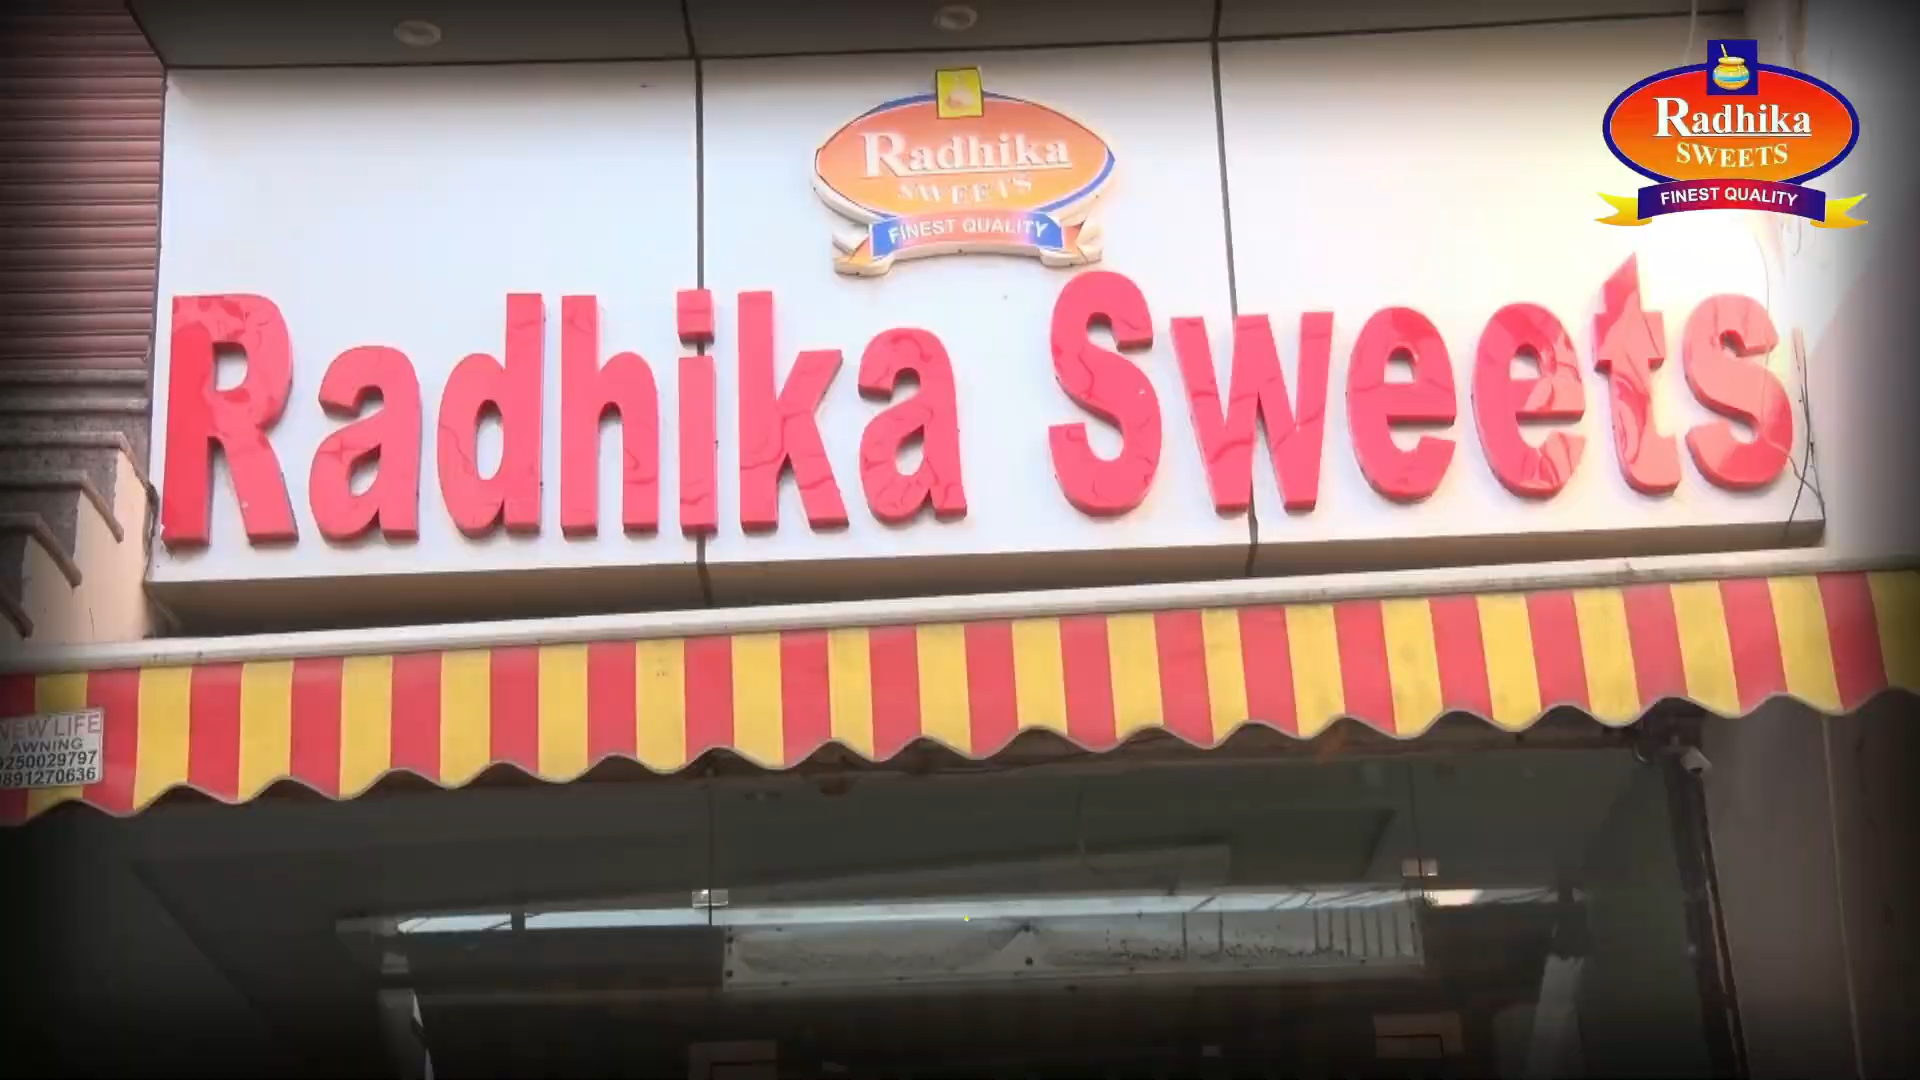 Radhika
SWEETS
FINEST QUALITY
Radhika
SWEETS
FINEST QUALITY
Radhika Sweets
NEW LIFE
AWNING
9250029797
9891270636